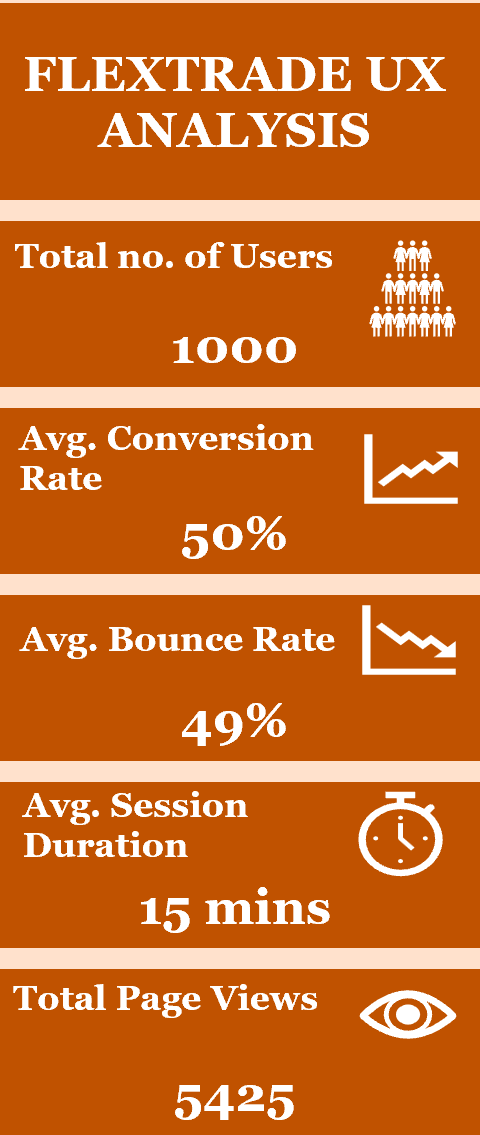 FLEXTRADE UX
ANALYSIS
Total no. of Users
1000
Avg. Conversion
Rate
50%
Avg. Bounce Rate
49%
Avg. Session
Duration
15 mins
Total Page Views
5425